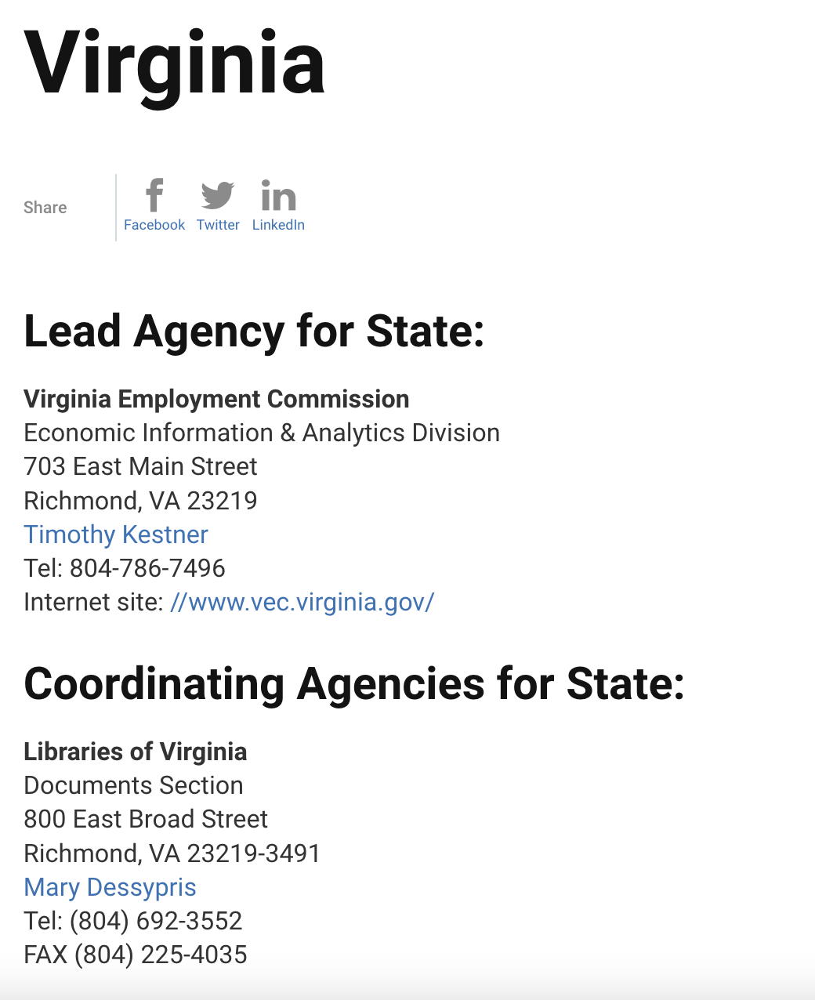 Virginia
Share
Facebook Twitter LinkedIn
Lead Agency for State:
Virginia Employment Commission
Economic Information & Analytics Division
703 East Main Street
Richmond, VA 23219
Timothy Kestner
Tel: 804-786-7496
Internet site: //www.vec.virginia.gov/
Coordinating Agencies for State:
Libraries of Virginia
Documents Section
800 East Broad Street
Richmond, VA 23219-3491
Mary Dessypris
Tel: (804) 692-3552
FAX (804) 225-4035